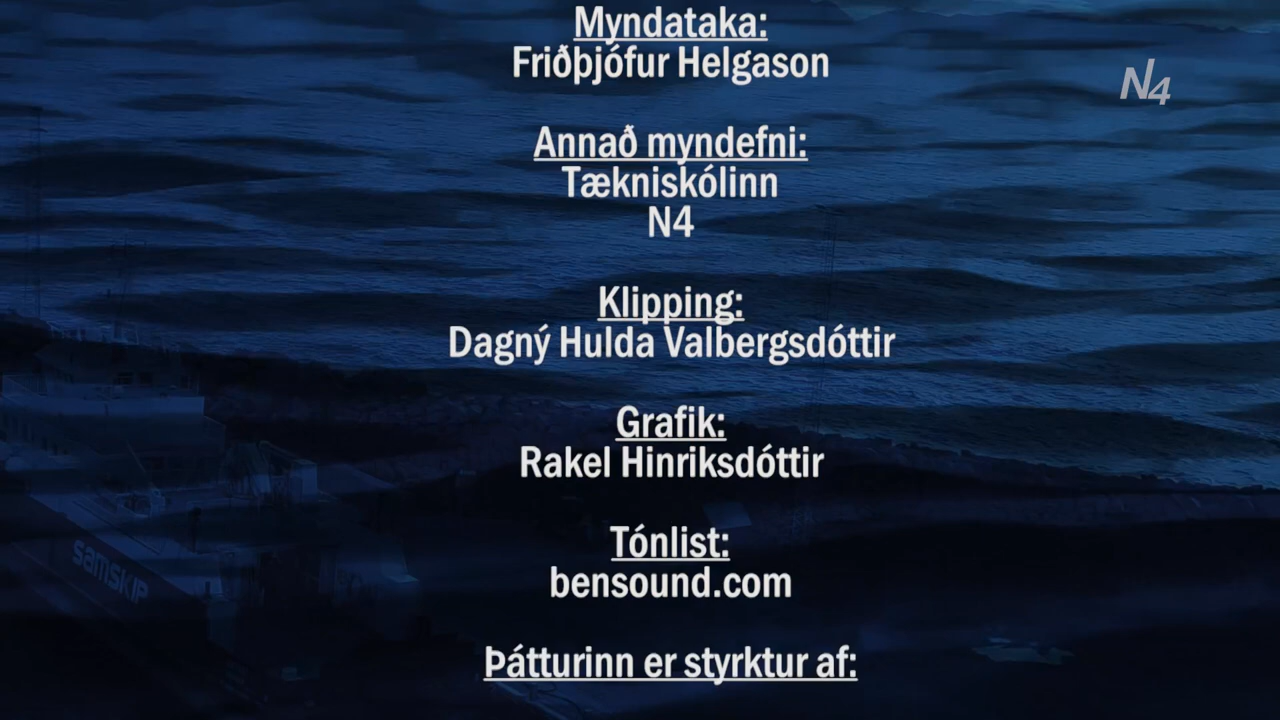 Myndataka:
Friðþjófur Helgason
N4
Annað myndefni:
Tækniskólinn
N4
Klipping:
Dagný Hulda Valbergsdóttir
Grafik:
Rakel Hinriksdóttir
Tónlist:
bensound.com
samskip
Þátturinn er styrktur af: